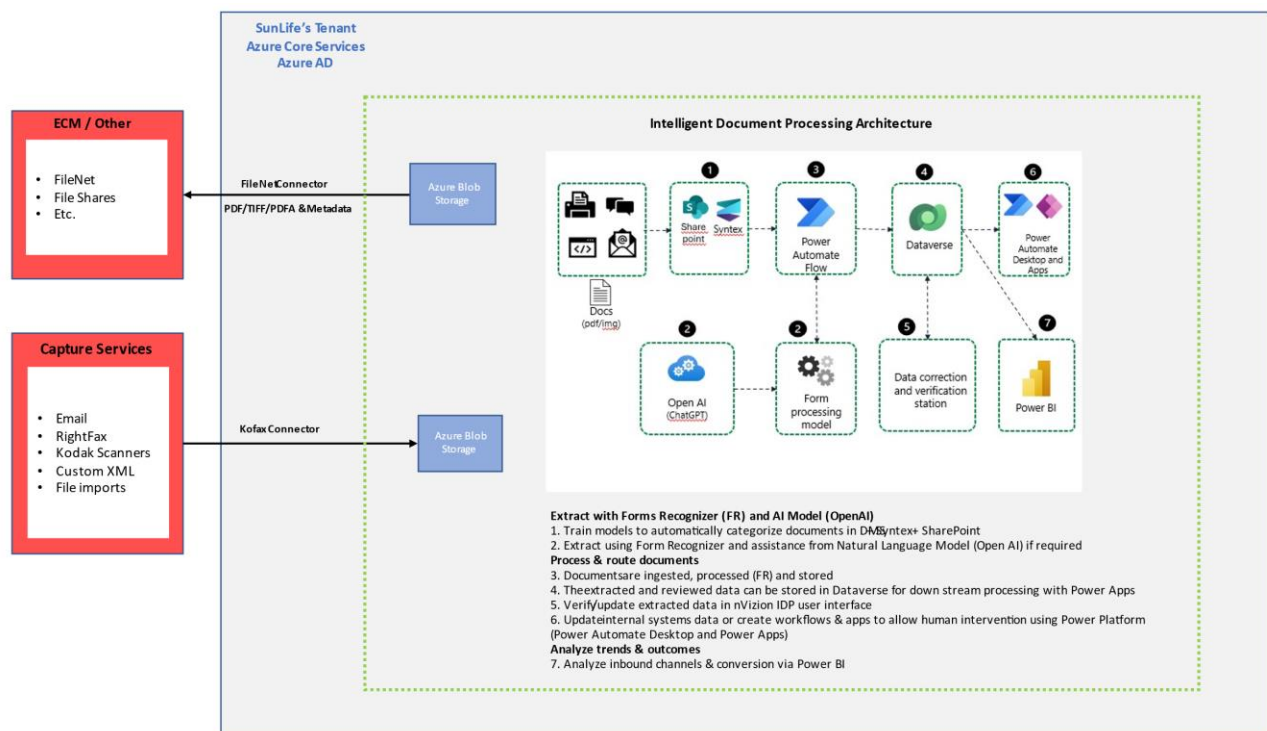 SunLife's Tenant
Azure Core Services
Azure AD
ECM / Other
• FileNet
• File Shares
• Etc.
FileNetConnector
PDF/TIFF/PDFA &Metadata
Azure Blob
Storage
Capture Services
• Email
• RightFax
• Kodak Scanners
• Custom XML
• File imports
Kofax Connector
Azure Blob
Storage
Intelligent Document Processing Architecture
1
3
4
6
Docs
(pdf/img)
S
Share
point
Syntex
Power
Automate
Flow
Dataverse
Power
Automate
Desktop and
Apps
2
2
5
7
Open AI
(ChatGPT)
Form
processing
model
Data correction
and verification
station
Power BI
Extract with Forms Recognizer (FR) and AI Model (OpenAI)
1. Train models to automatically categorize documents in Syntex+ SharePoint
2. Extract using Form Recognizer and assistance from Natural Language Model (Open AI) if required
Process & route documents
3. Documentsare ingested, processed (FR) and stored
4. Theextracted and reviewed data can be stored in Dataverse for down stream processing with Power Apps
5. Verify/update extracted data in nVizion IDP user interface
6. Updateinternal systems data or create workflows & apps to allow human intervention using Power Platform
(Power Automate Desktop and Power Apps)
Analyze trends & outcomes
7. Analyze inbound channels & conversion via Power BI